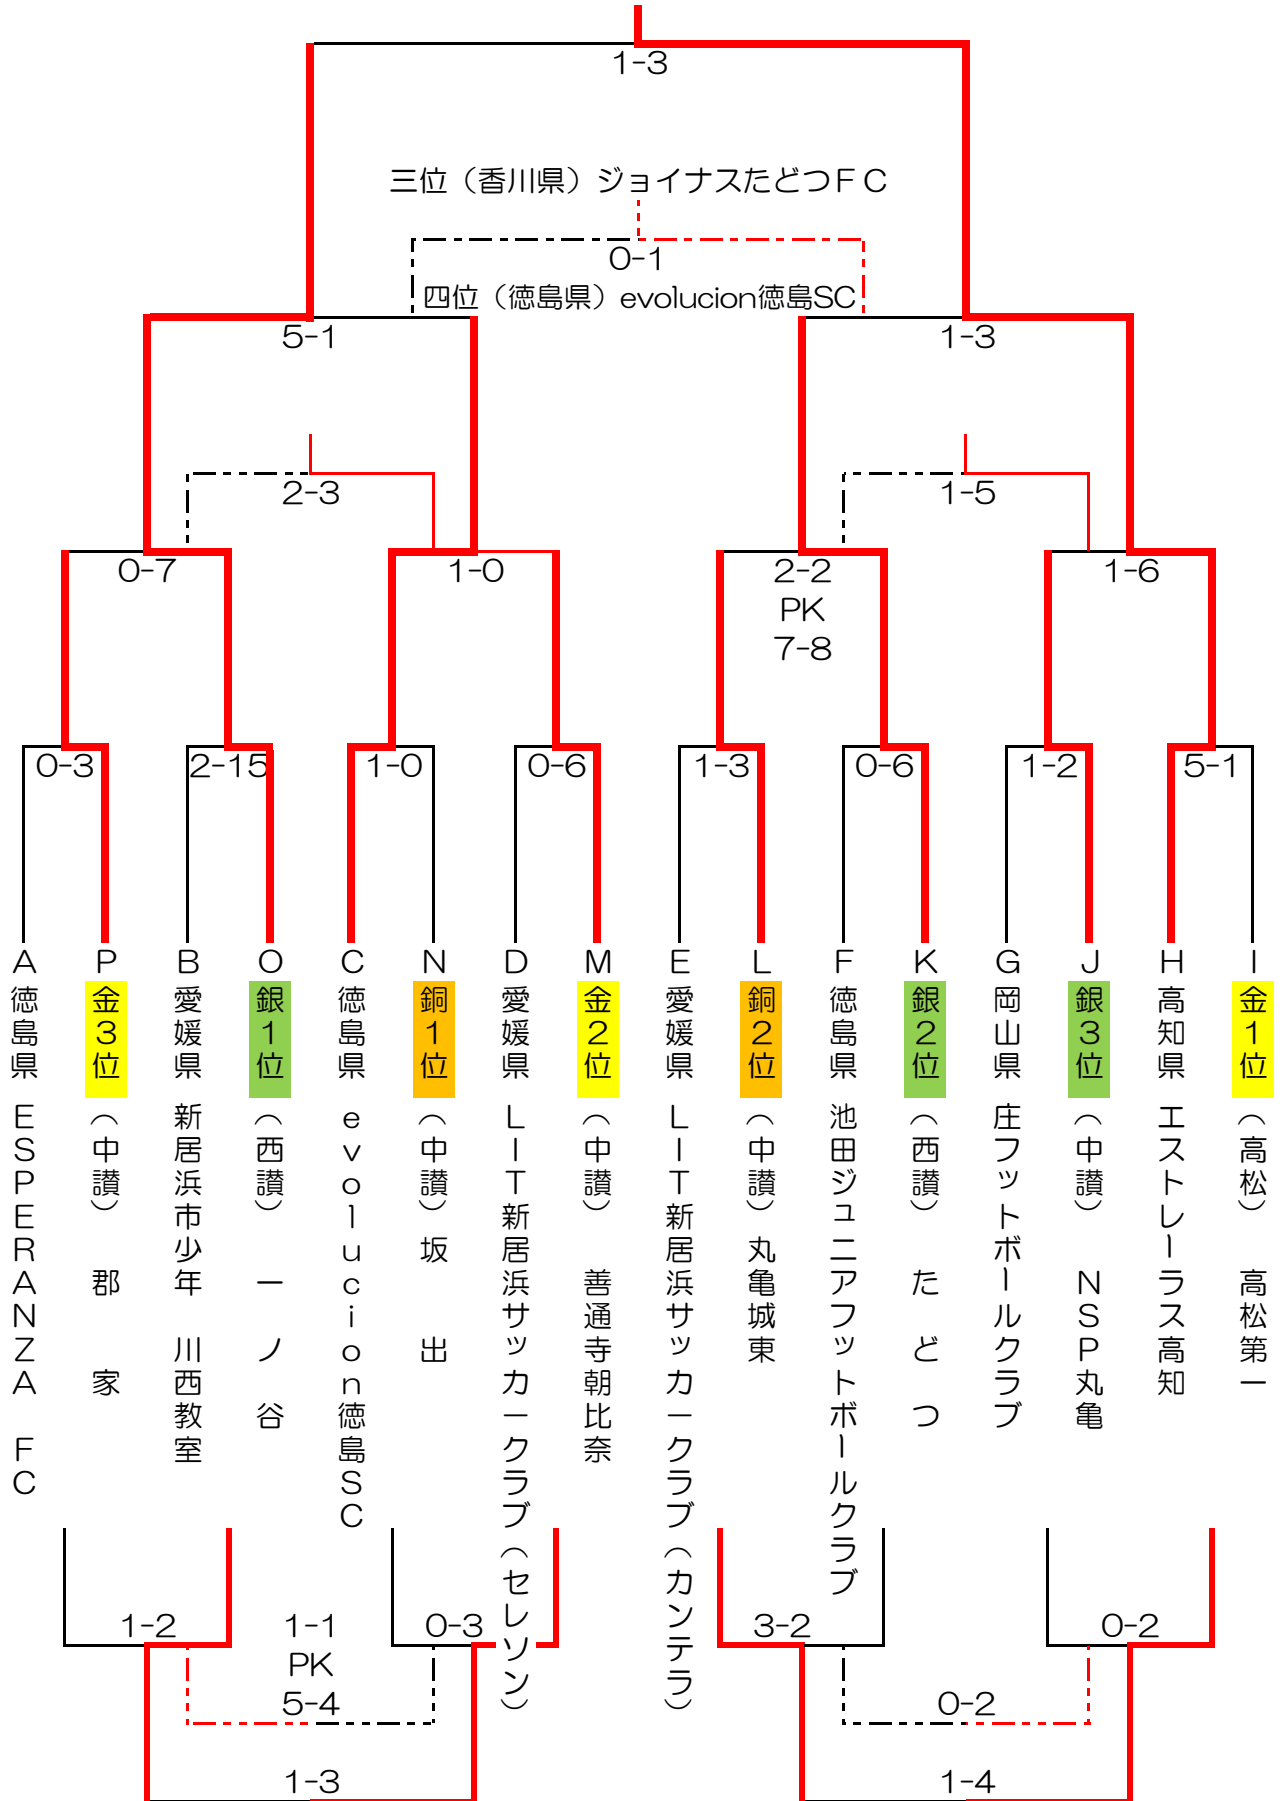 1-3
三位（香川県）ジョイナスたどつＦＣ
0-1
四位（徳島県）evolucion徳島SC
5-1
1-3
2-3
1-5
0-7
1-0
2-2
PK
7-8
1-6
0-3
2-15
1-0
0-6
1-3
0-6
1-2
5-1
A 徳島県 ESPERANZA FC
P 金3位 （中讃） 郡家
B 愛媛県 新居浜市少年 川西教室
O 銀1位 （西讃） 一ノ谷
C 徳島県 evolucion徳島SC
N 銅1位 （中讃） 坂出
D 愛媛県 LIT新居浜サッカークラブ（セレソン）
M 金2位 （中讃） 善通寺朝比奈
E 愛媛県 LIT新居浜サッカークラブ（カンテラ）
L 銅2位 （中讃） 丸亀城東
F 徳島県 池田ジュニアフットボールクラブ
K 銀2位 （西讃） たどつ
G 岡山県 庄フットボールクラブ
J 銀3位 （中讃） NSP丸亀
H 高知県 エストレーラス高知
I 金1位 （高松） 高松第一
1-2
1-1
PK
5-4
0-3
3-2
0-2
0-2
1-3
1-4